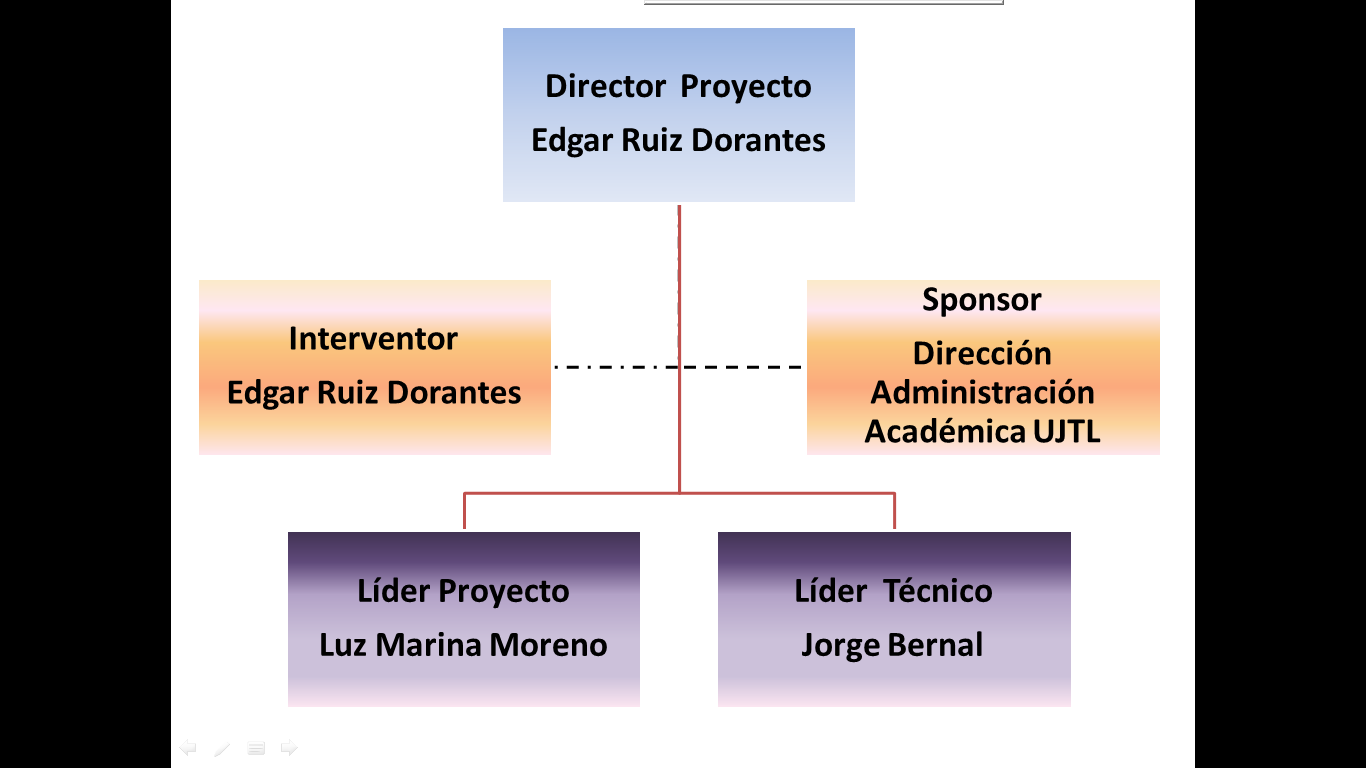 Director  Proyecto
Edgar Ruiz Dorantes
Interventor
Edgar Ruiz Dorantes
Sponsor
Dirección
Administración
Académica UJTL
Líder Proyecto
Luz Marina Moreno
Líder  Técnico
Jorge Bernal